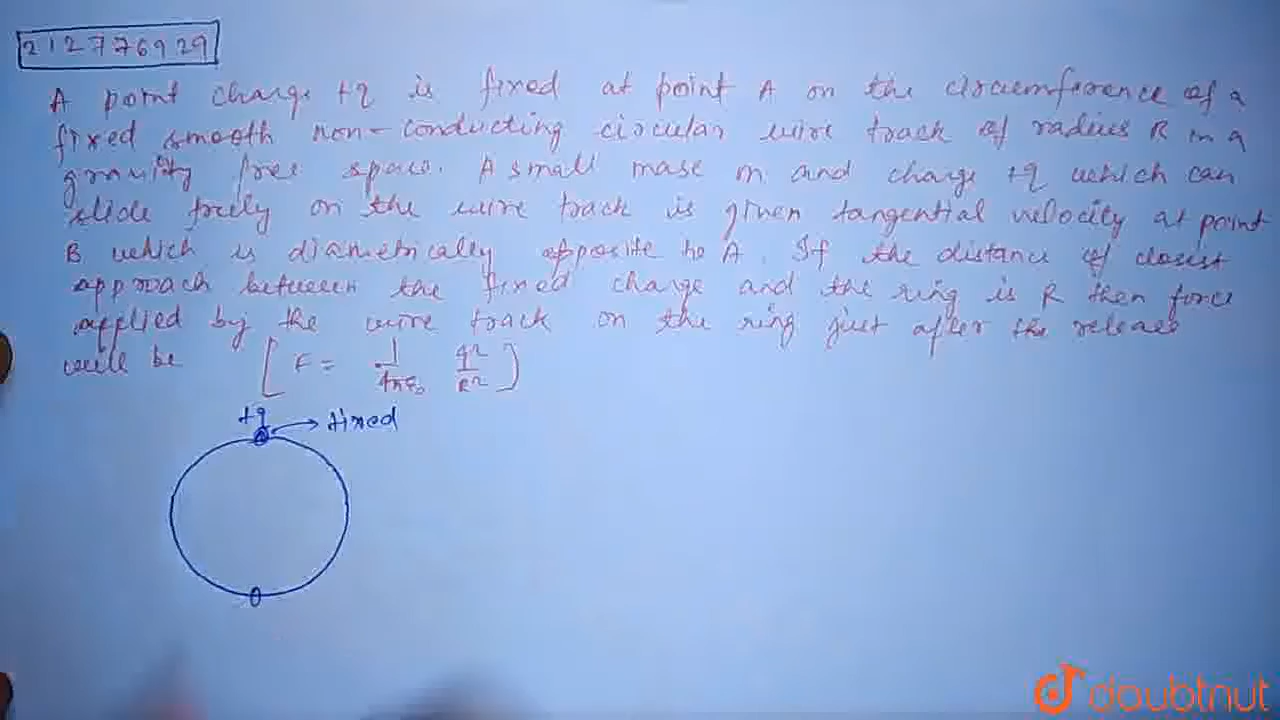 212776929
A point charge +q is fixed at point A on the circumference of a
fixed smooth non-conducting circular wire track of radius R in a
gravity free space. A small mase m and charge +q which can
slide freely on the wire track is given tangential velocity at point
B which is diametrically opposite to A. If the distance of closest
approach between the fixed charge and the ring is R then force
applied by the wire track on the ring just after the release
will be [F = 1/4πε₀ q²/R²]
+q → fixed
doubtnut